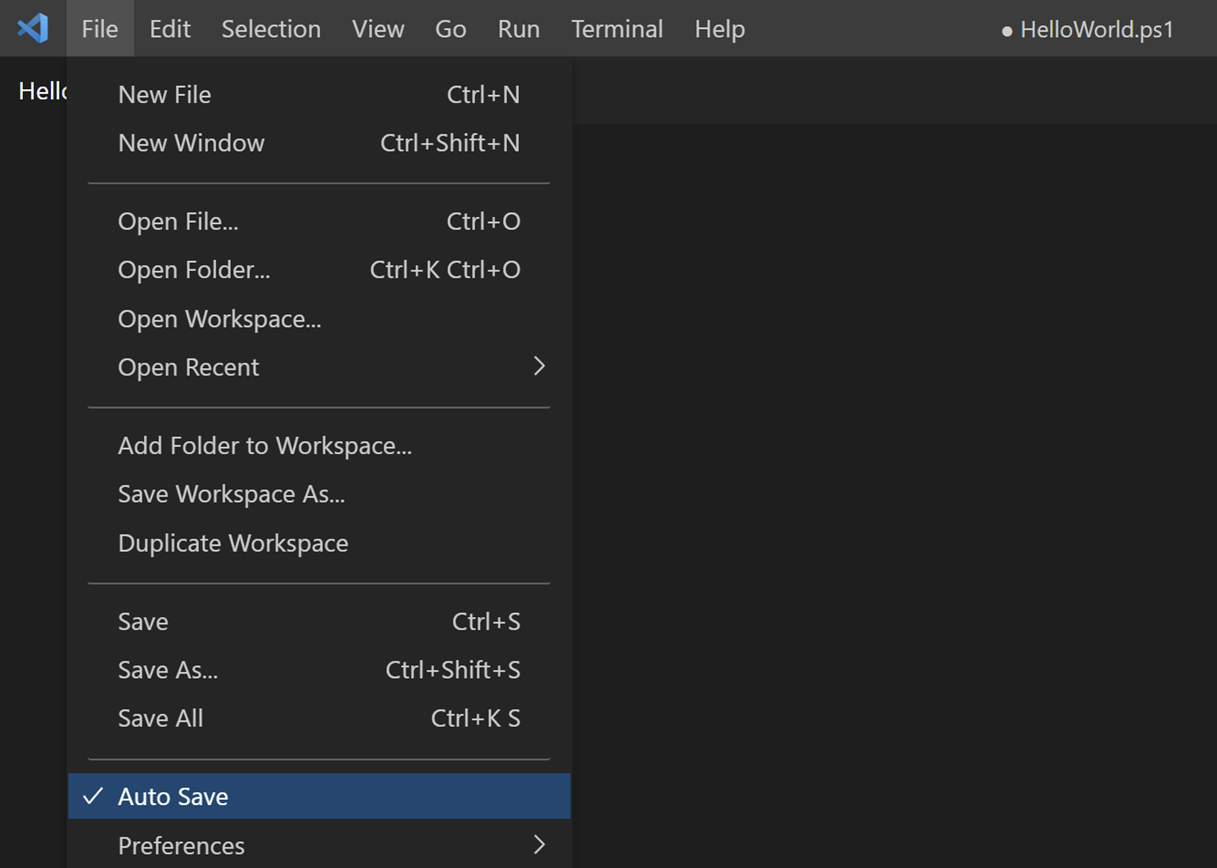 File Edit Selection View Go Run Terminal Help ● HelloWorld.ps1
New File Ctrl+N
New Window Ctrl+Shift+N
Open File... Ctrl+O
Open Folder... Ctrl+K Ctrl+O
Open Workspace...
Open Recent
Add Folder to Workspace...
Save Workspace As...
Duplicate Workspace
Save Ctrl+S
Save As... Ctrl+Shift+S
Save All Ctrl+K S
Auto Save
Preferences